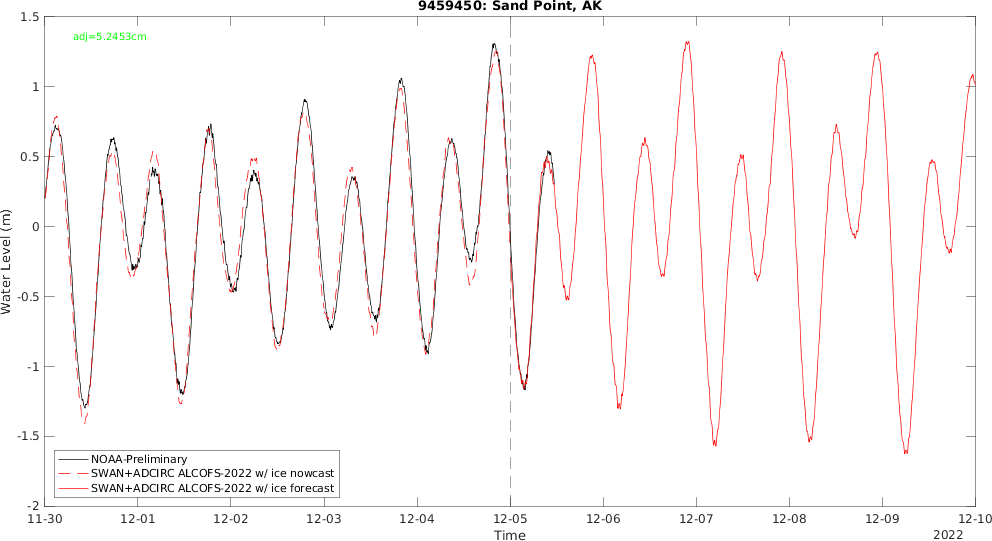 9459450: Sand Point, AK
adj=5.2453cm
1.5
1
0.5
0
-0.5
-1
-1.5
-2
Water Level (m)
NOAA-Preliminary
SWAN+ADCIRC ALCOFS-2022 w/ ice nowcast
SWAN+ADCIRC ALCOFS-2022 w/ ice forecast
11-30 12-01 12-02 12-03 12-04 12-05 12-06 12-07 12-08 12-09 12-10
Time
2022